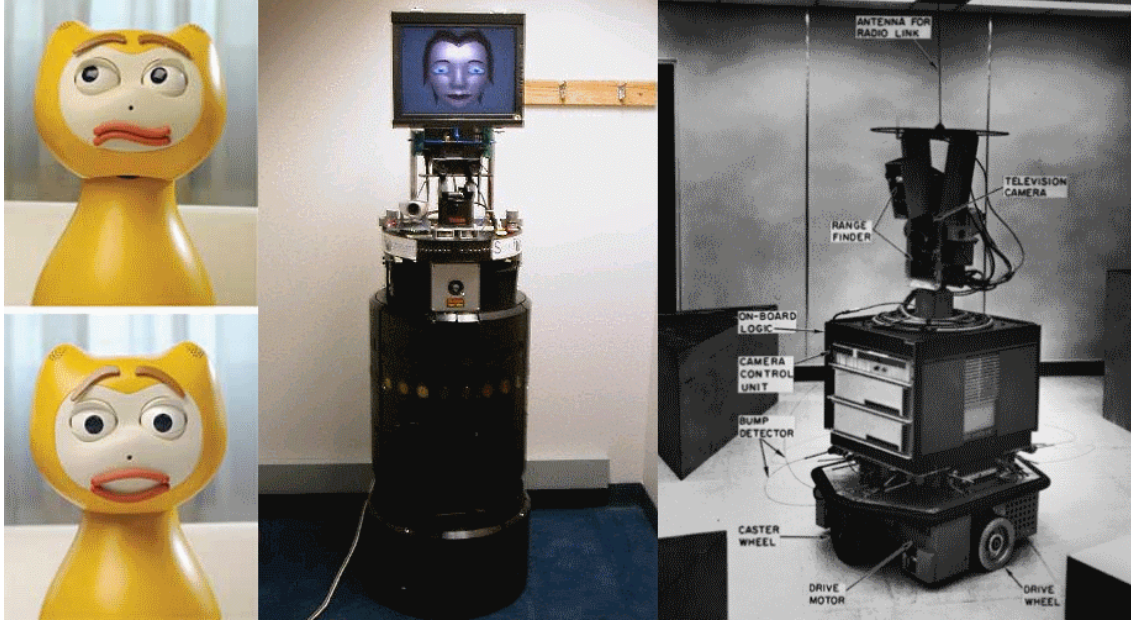 ANTENNA FOR
RADIO LINK
TELEVISION
CAMERA
RANGE
FINDER
ON-BOARD
LOGIC
CAMERA
CONTROL
UNIT
BUMP
DETECTOR
CASTER
WHEEL
DRIVE
MOTOR
DRIVE
WHEEL